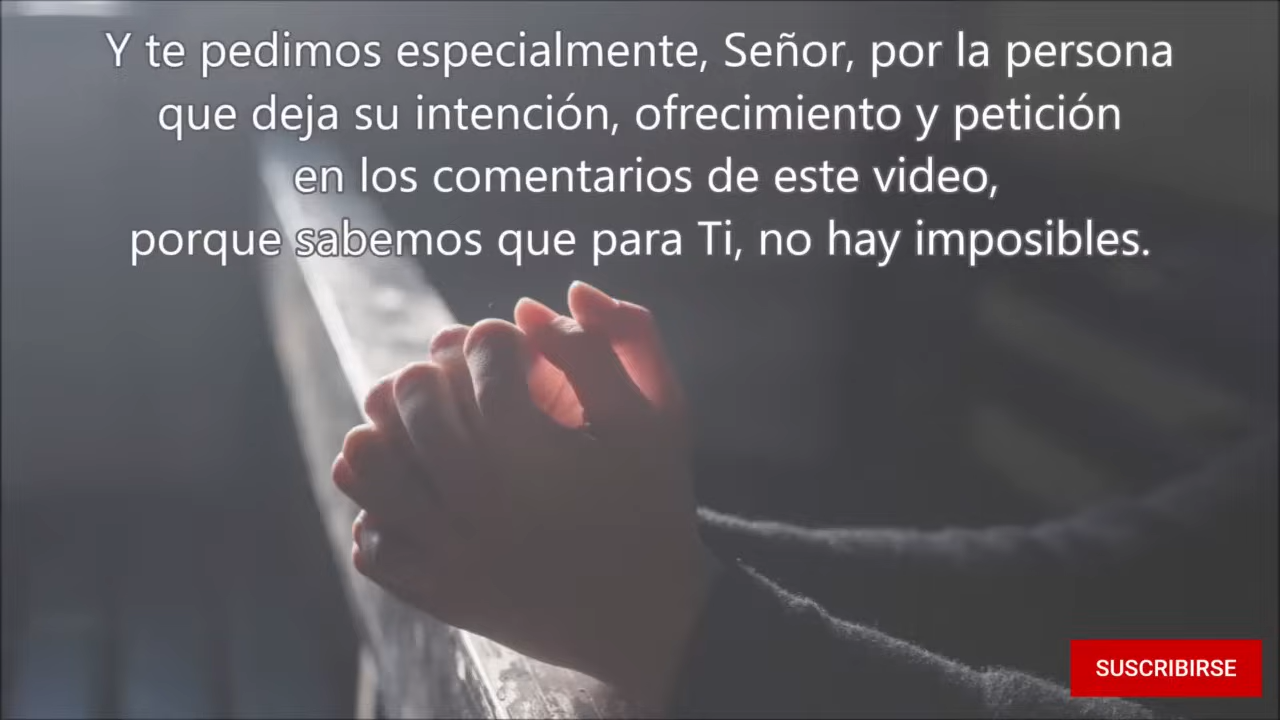 Y te pedimos especialmente, Señor, por la persona
que deja su intención, ofrecimiento y petición
en los comentarios de este video,
porque sabemos que para Ti, no hay imposibles.
SUSCRIBIRSE